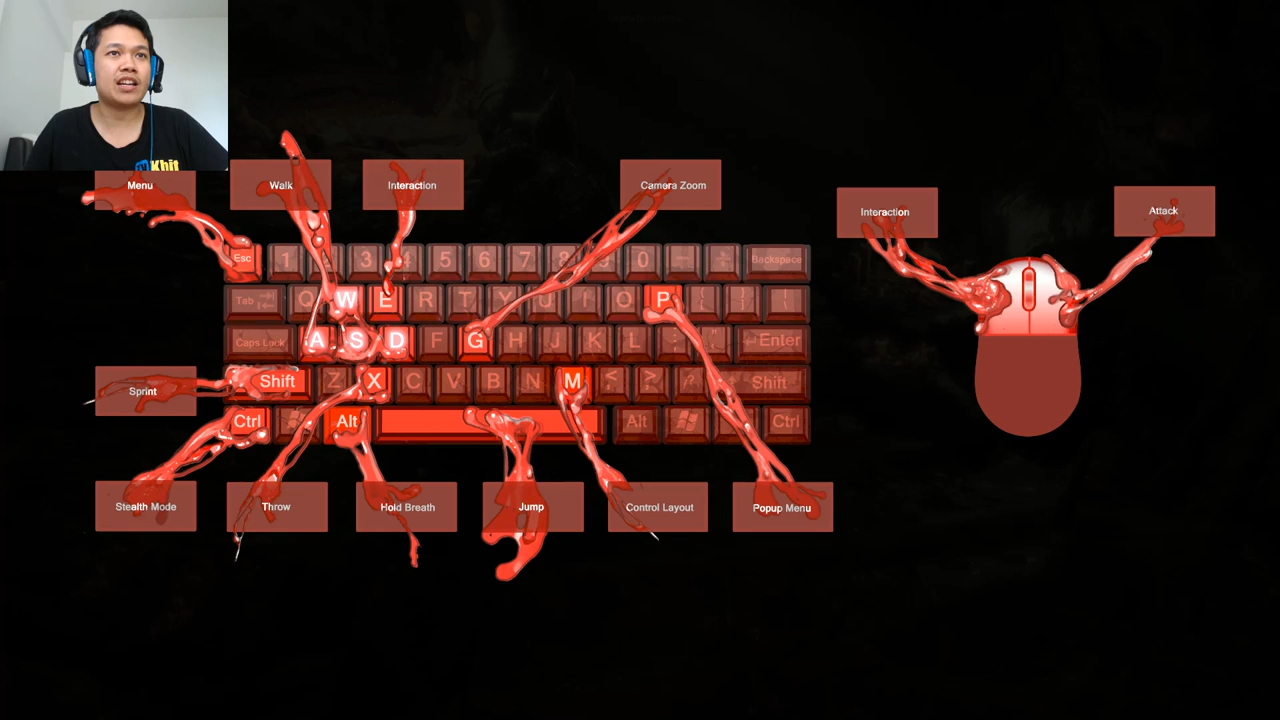 Kbit
Menu
Walk
Interaction
Camera Zoom
Interaction
Attack
Esc
1
3
4
5
6
7
8
9
0
Backspace
Tab
Q
W
E
R
T
Y
U
I
O
P
Caps Lock
A
S
D
F
G
H
J
K
L
Enter
Sprint
Shift
Z
X
C
V
B
N
M
Shift
Ctrl
Alt
Alt
Ctrl
Stealth Mode
Throw
Hold Breath
Jump
Control Layout
Popup Menu